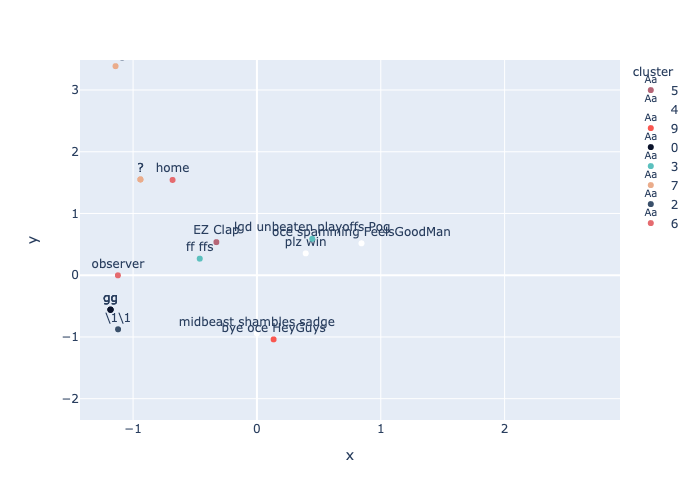 cluster
Aa 5
Aa 4
Aa 9
Aa 0
Aa 3
Aa 7
Aa 2
Aa 6
3
2
1
0
−1
−2
y
? home
EZ Clap
lgd unbeaten playoffs Pog
oce spamming FeelsGoodMan
ff ffs
plz win
observer
gg
\1\1
midbeast shambles sadge
bye oce HeyGuys
−1 0 1 2
x